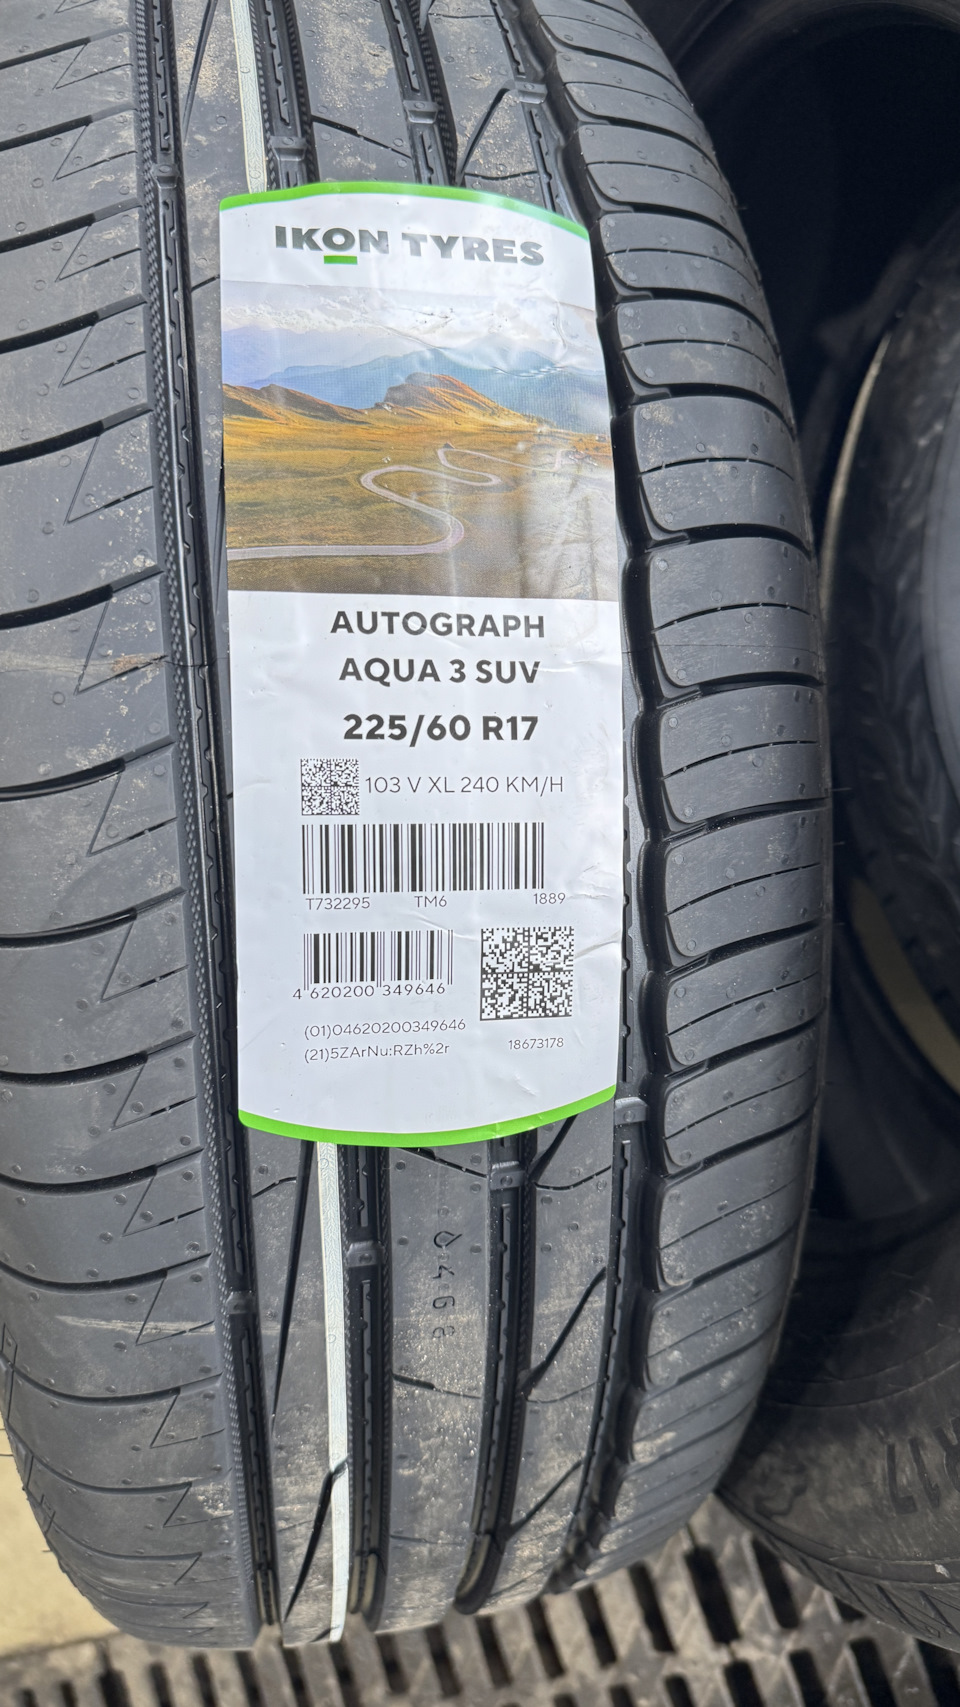 IKON TYRES
AUTOGRAPH
AQUA 3 SUV
225/60 R17
103 V XL 240 KM/H
T732295 TM6 1889
4 620200 349646
(01)04620200349646
(21)5ZArNu:RZh%2r
18673178